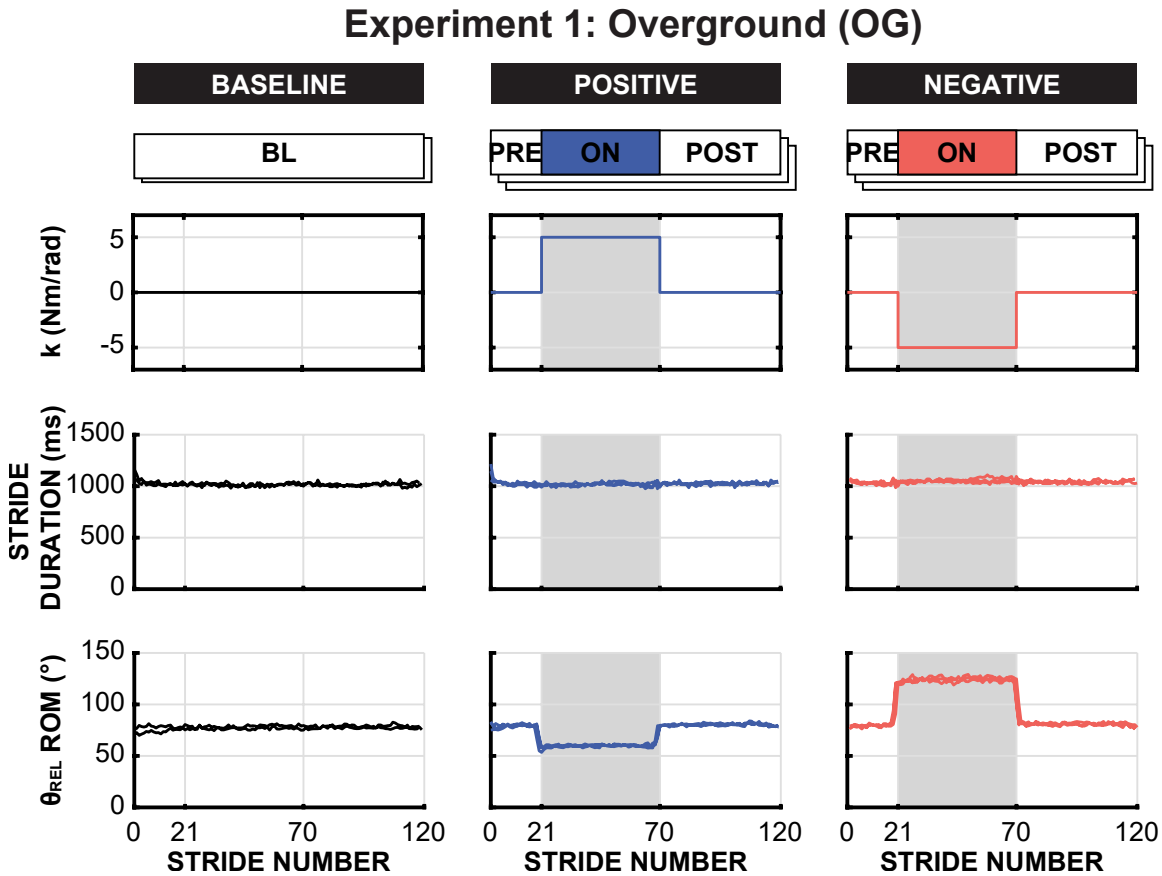 Experiment 1: Overground (OG)
BASELINE POSITIVE NEGATIVE
BL PRE ON POST PRE ON POST
k (Nm/rad)
5
0
-5
STRIDE
DURATION (ms)
1500
1000
500
0
θREL ROM (°)
150
100
50
0
0 21 70 120 0 21 70 120 0 21 70 120
STRIDE NUMBER STRIDE NUMBER STRIDE NUMBER